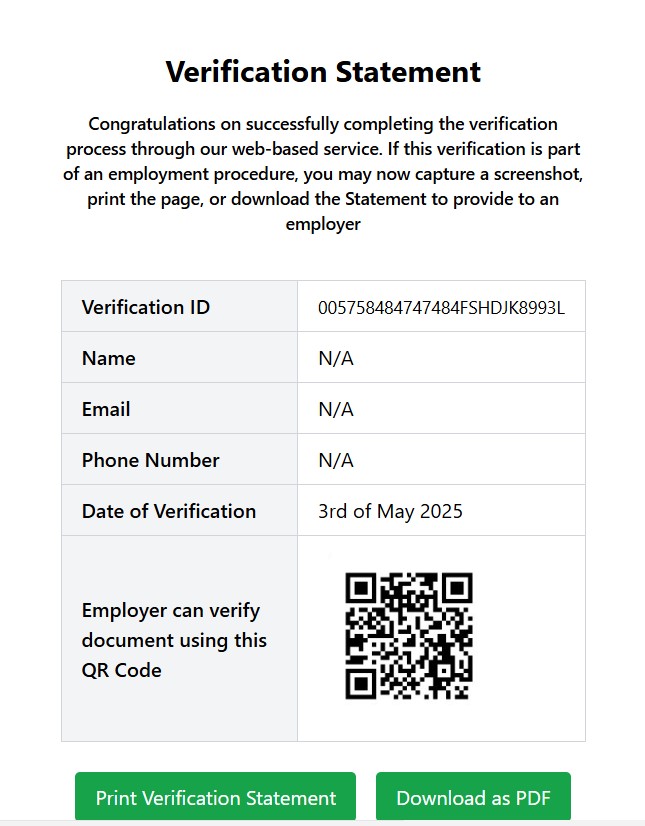 Verification Statement
Congratulations on successfully completing the verification
process through our web-based service. If this verification is part
of an employment procedure, you may now capture a screenshot,
print the page, or download the Statement to provide to an
employer
Verification ID 005758484747484FSHDJK8993L
Name N/A
Email N/A
Phone Number N/A
Date of Verification 3rd of May 2025
Employer can verify
document using this
QR Code
Print Verification Statement Download as PDF